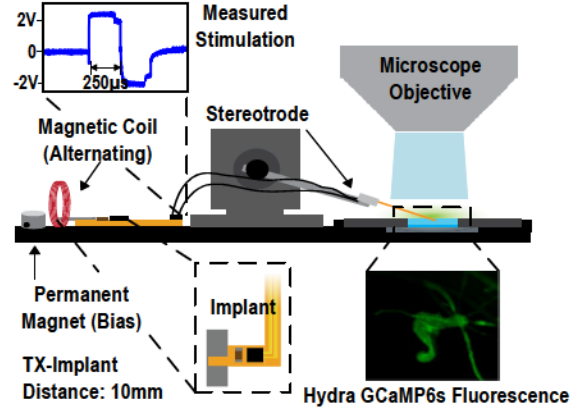 Measured
Stimulation
2V
0
-2V
250µs
Magnetic Coil
(Alternating)
Stereotrode
Microscope
Objective
Permanent
Magnet (Bias)
TX-Implant
Distance: 10mm
Implant
Hydra GCaMP6s Fluorescence